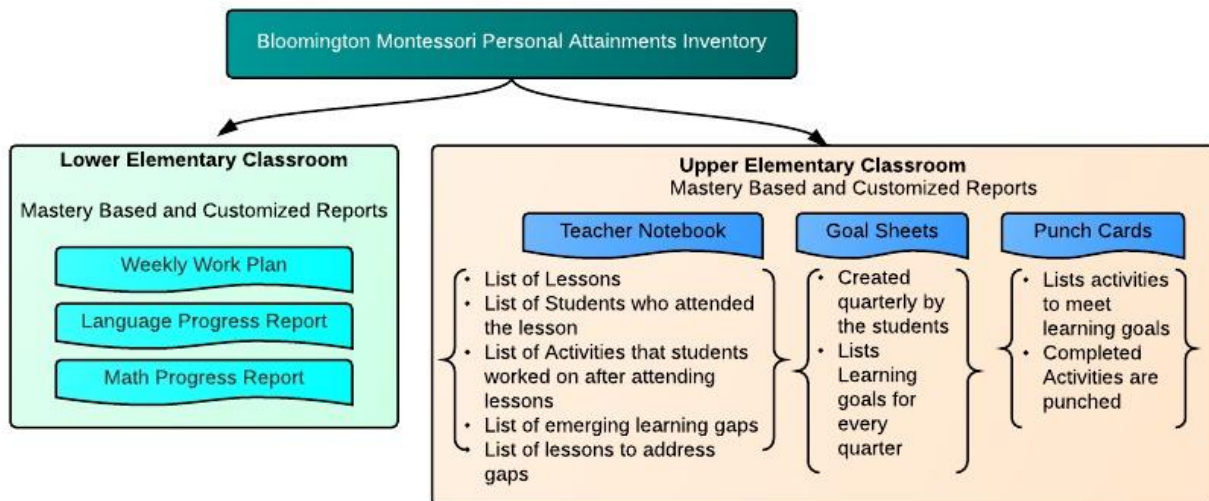 Bloomington Montessori Personal Attainments Inventory
Lower Elementary Classroom
Mastery Based and Customized Reports
Weekly Work Plan
Language Progress Report
Math Progress Report
Upper Elementary Classroom
Mastery Based and Customized Reports
Teacher Notebook
• List of Lessons
• List of Students who attended
the lesson
• List of Activities that students
worked on after attending
lessons
• List of emerging learning gaps
• List of lessons to address
gaps
Goal Sheets
• Created
quarterly by
the students
• Lists
Learning
goals for
every
quarter
Punch Cards
• Lists activities
to meet
learning goals
• Completed
Activities are
punched